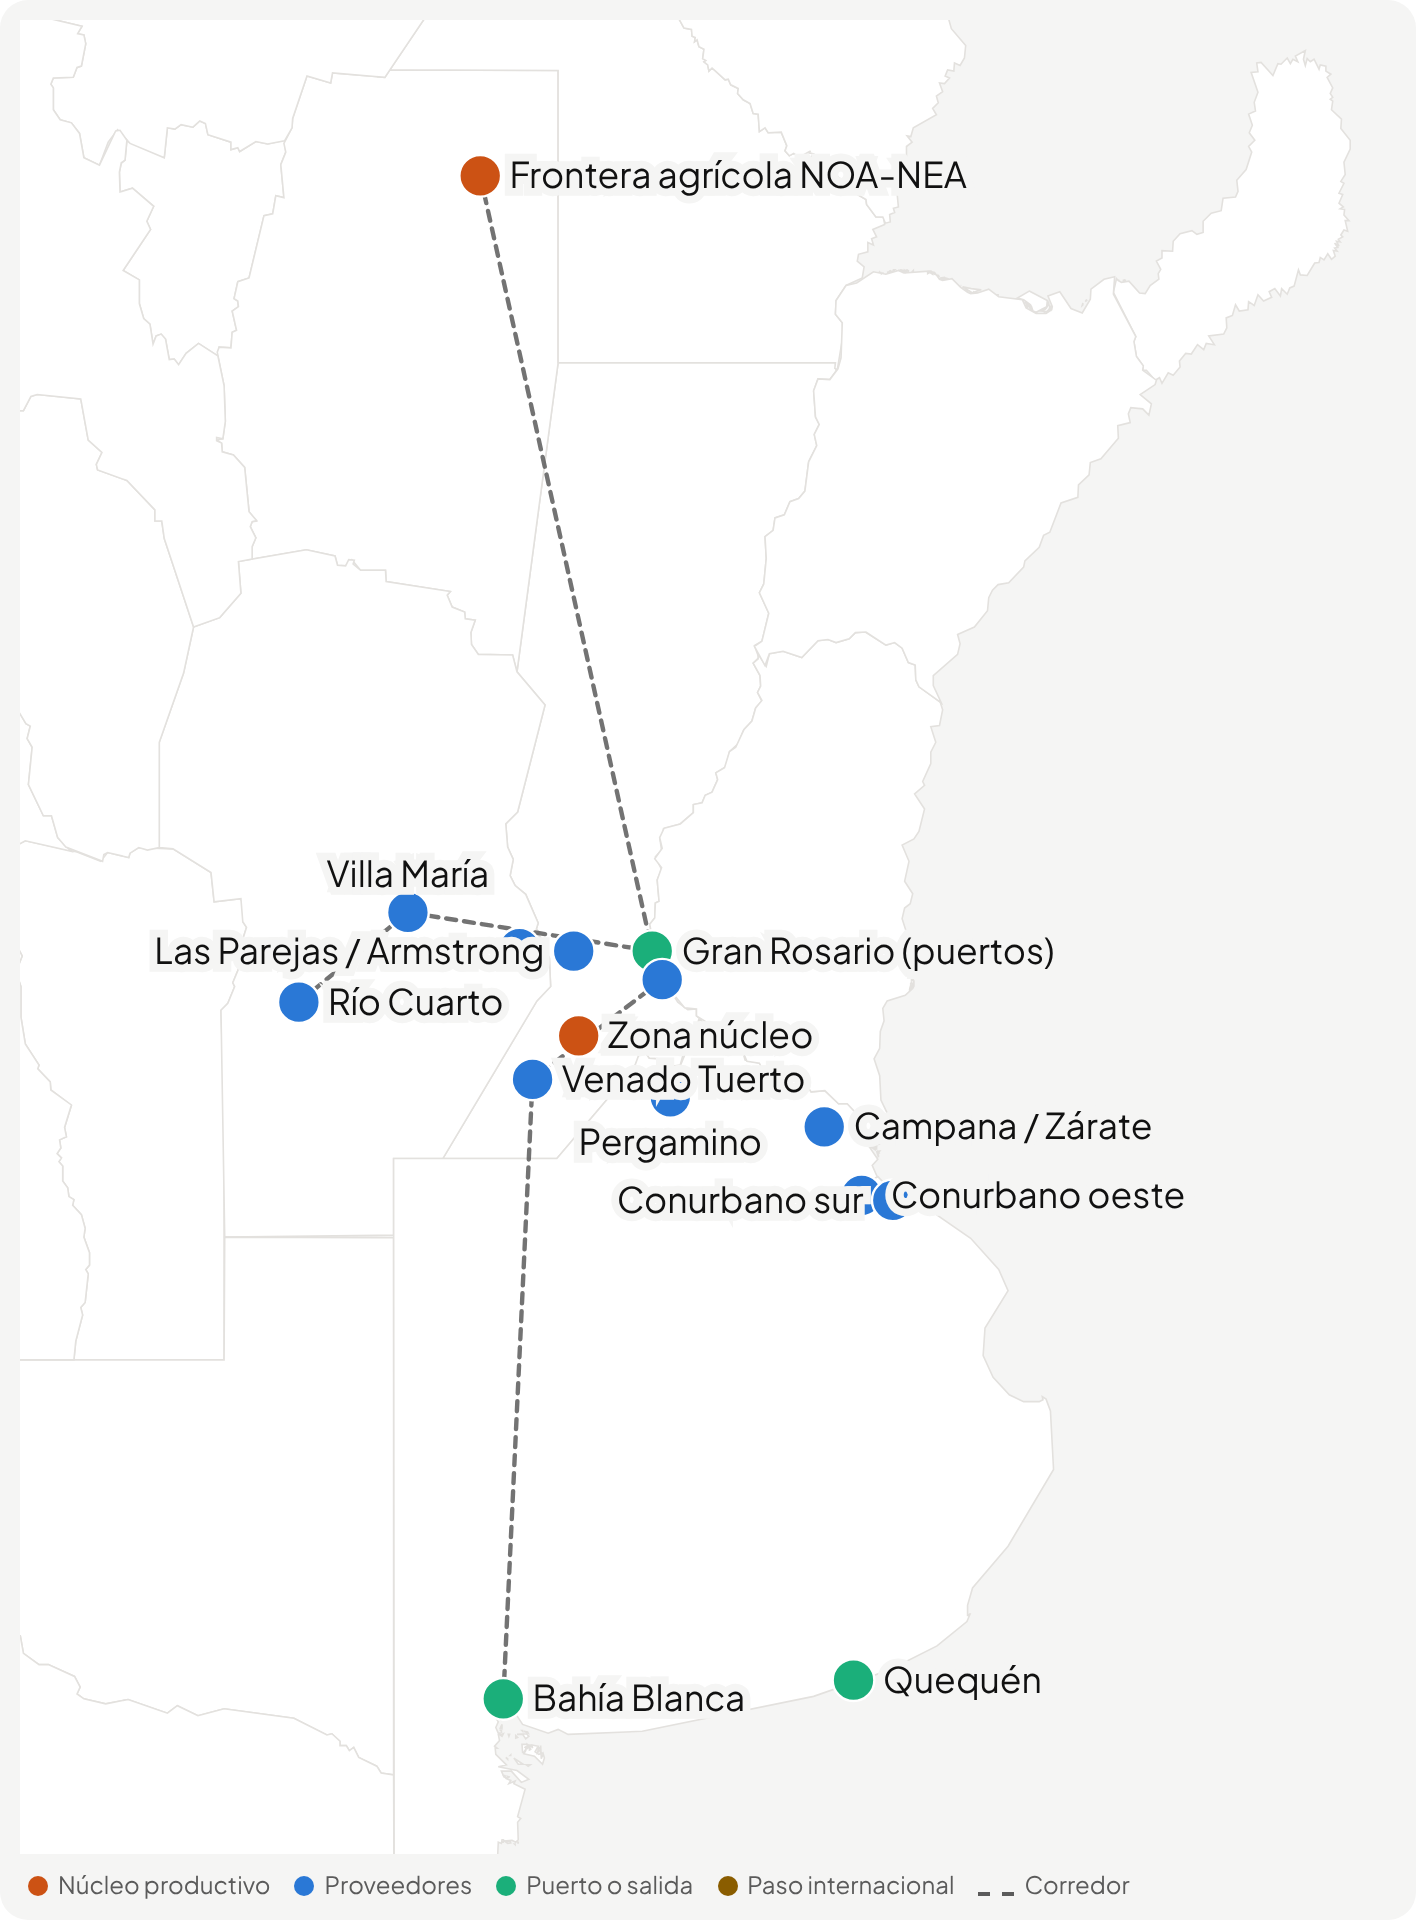 Frontera agrícola NOA-NEA
Villa María
Las Parejas / Armstrong
Gran Rosario (puertos)
Río Cuarto
Zona núcleo
Venado Tuerto
Pergamino
Campana / Zárate
Conurbano sur
Conurbano oeste
Bahía Blanca
Quequén
Núcleo productivo
Proveedores
Puerto o salida
Paso internacional
Corredor